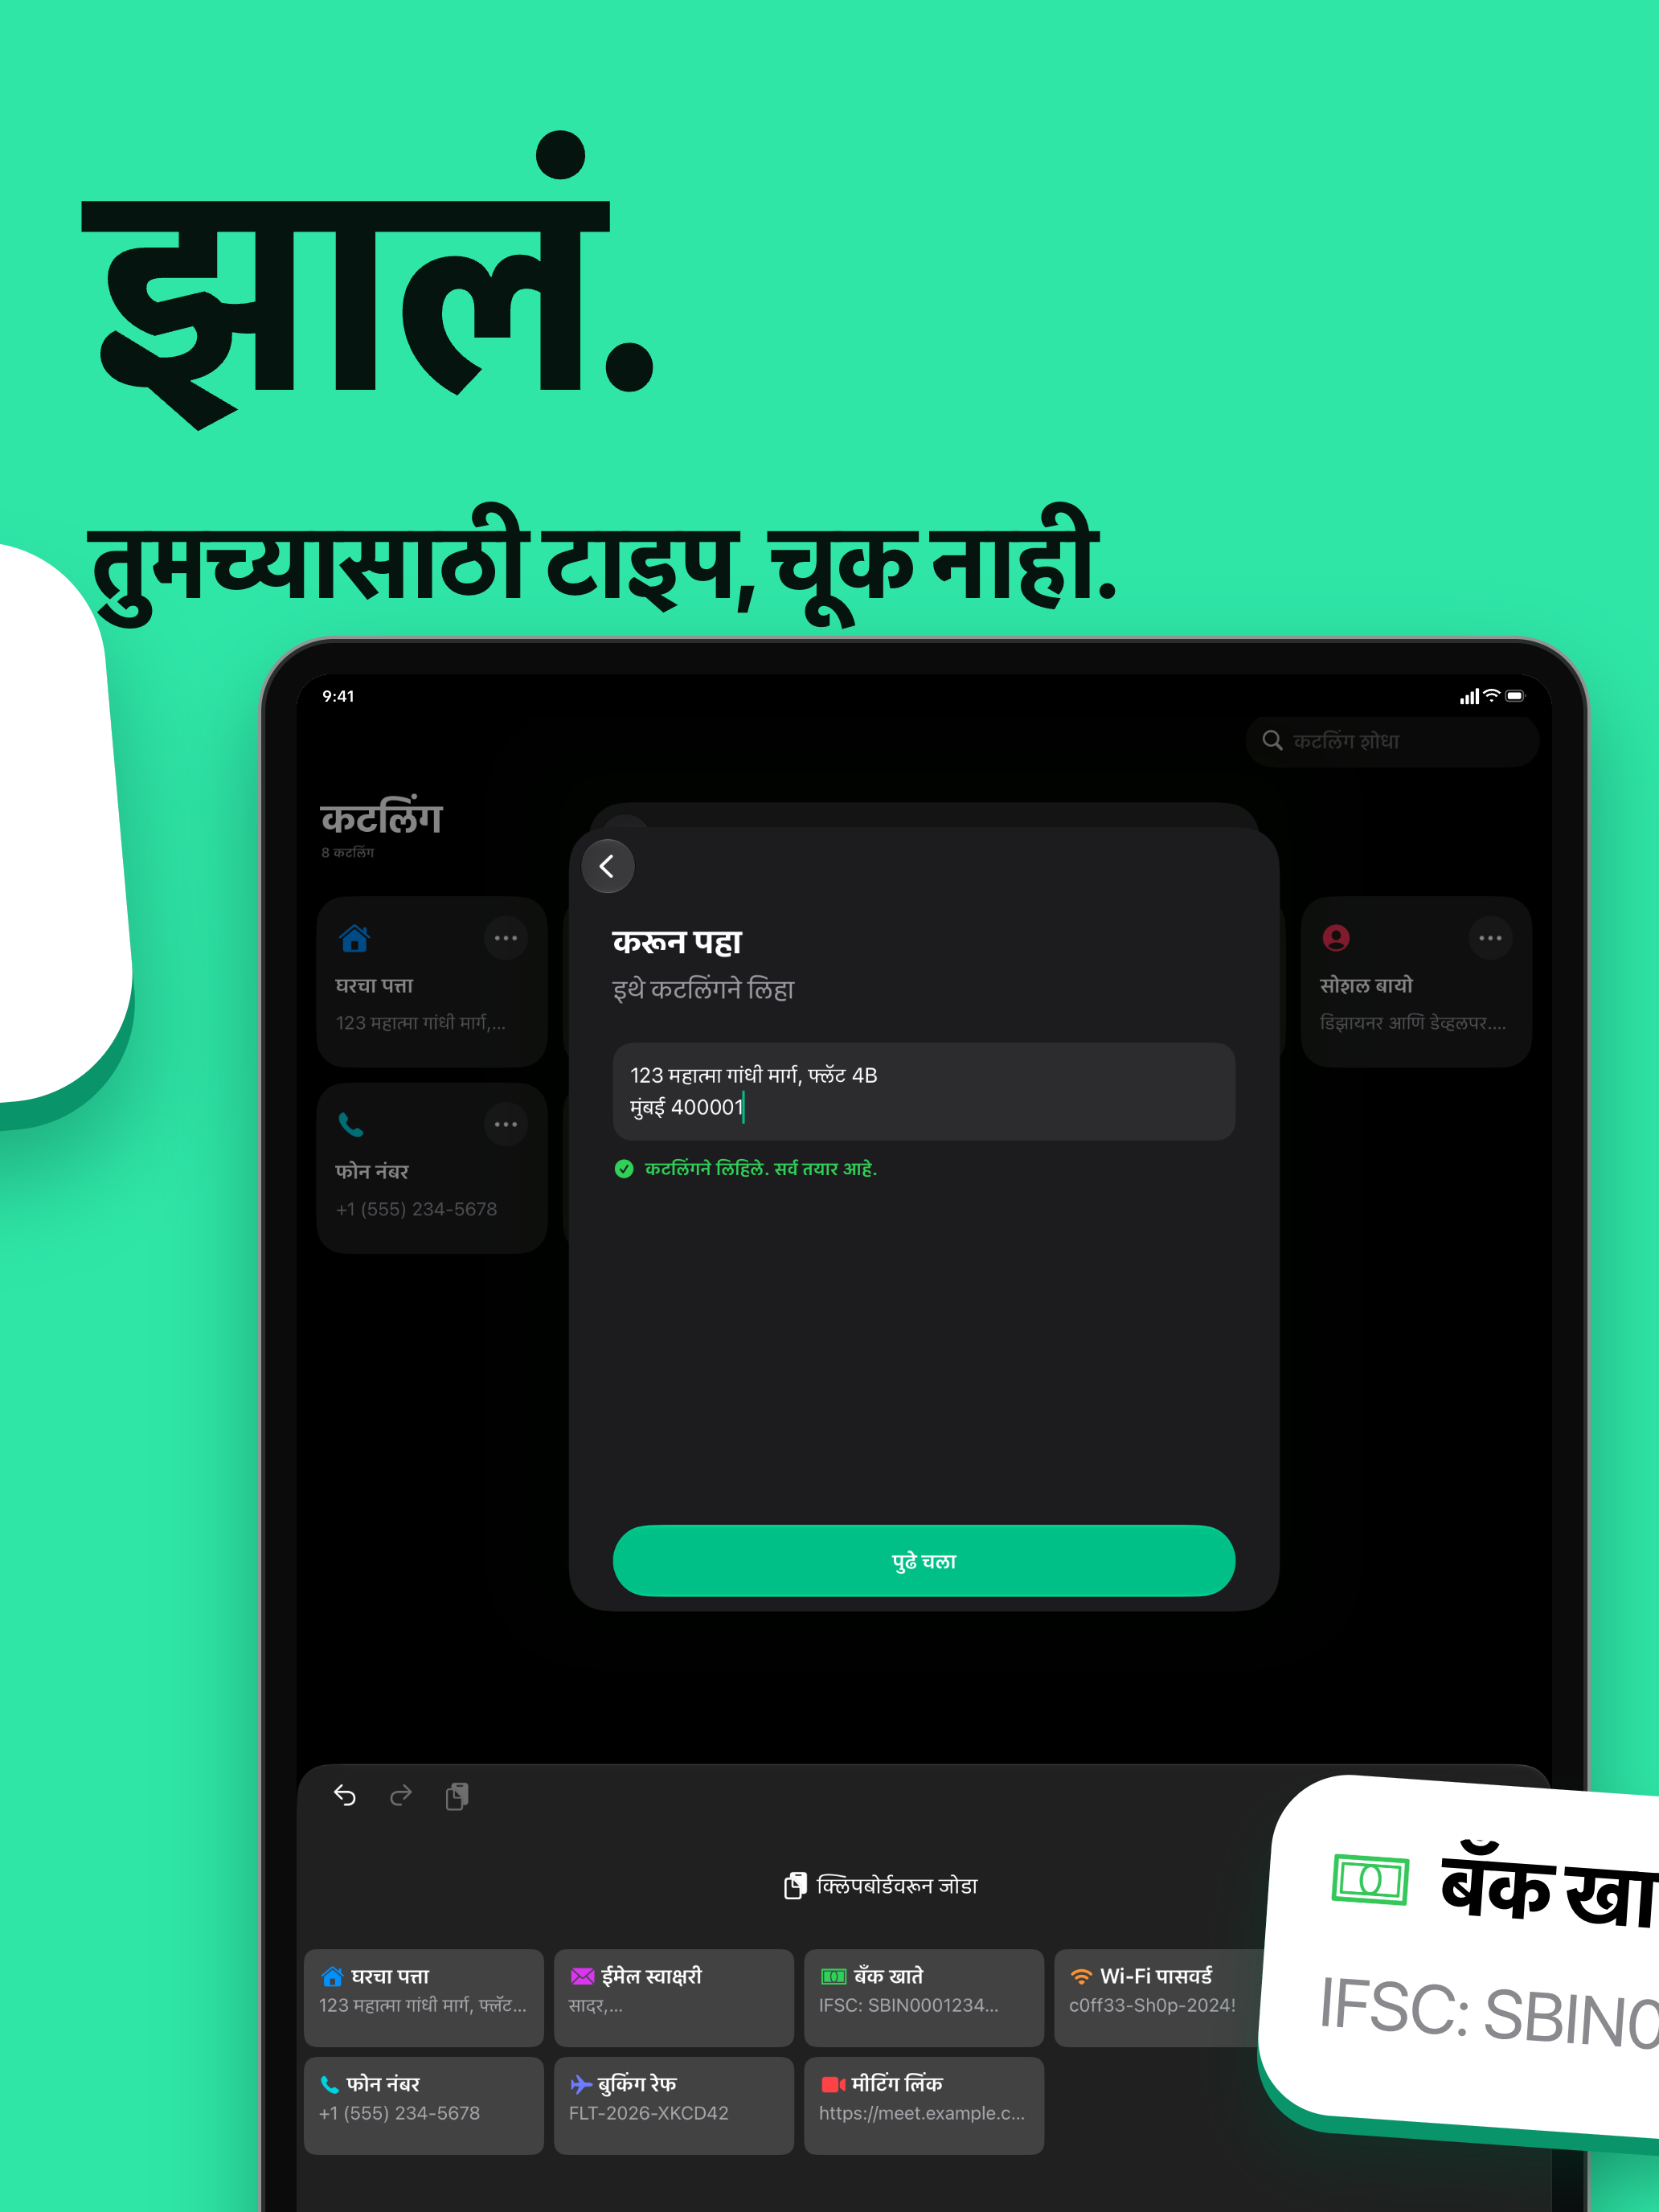 झालं.
तुमच्यासाठी टाइप, चूक नाही.
9:41
कटलिंग शोधा
कटलिंग
8 कटलिंग
घरचा पत्ता
123 महात्मा गांधी मार्ग,...
फोन नंबर
+1 (555) 234-5678
सोशल बायो
डिझायनर आणि डेव्हलपर....
करून पहा
इथे कटलिंगने लिहा
123 महात्मा गांधी मार्ग, फ्लॅट 4B
मुंबई 400001
कटलिंगने लिहिले. सर्व तयार आहे.
पुढे चला
क्लिपबोर्डवरून जोडा
घरचा पत्ता
123 महात्मा गांधी मार्ग, फ्लॅट...
ईमेल स्वाक्षरी
सादर,...
बँक खाते
IFSC: SBIN0001234...
Wi-Fi पासवर्ड
c0ff33-Sh0p-2024!
फोन नंबर
+1 (555) 234-5678
बुकिंग रेफ
FLT-2026-XKCD42
मीटिंग लिंक
https://meet.example.c...
बँक खा
IFSC: SBIN0